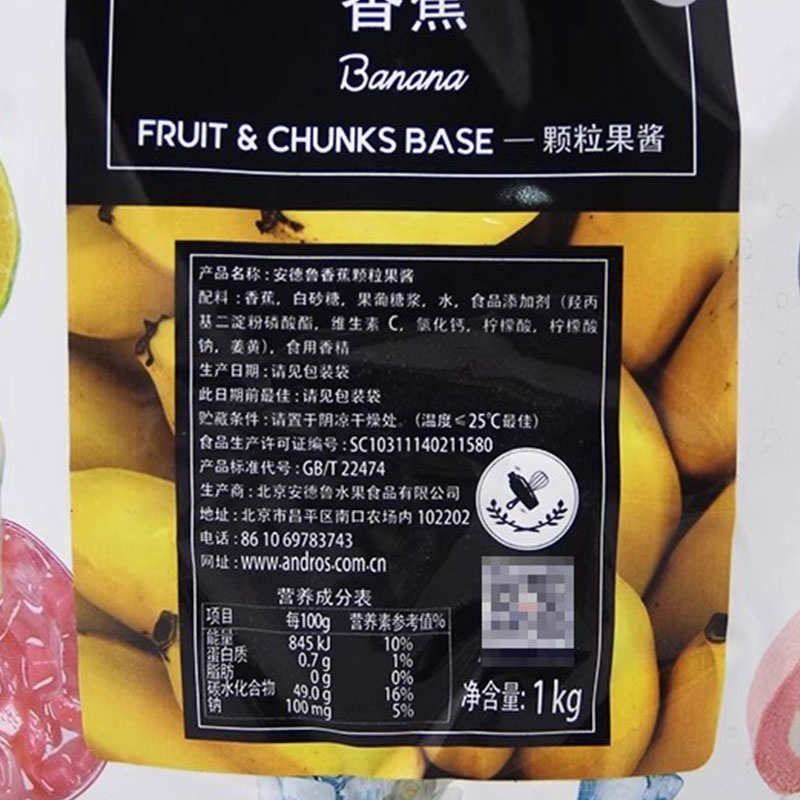 香蕉
Banana
FRUIT & CHUNKS BASE — 颗粒果酱
产品名称：安德鲁香蕉颗粒果酱
配料：香蕉，白砂糖，果葡糖浆，水，食品添加剂（羟丙
基二淀粉磷酸酯，维生素 C，氯化钙，柠檬酸，柠檬酸
钠，姜黄），食用香精
生产日期：请见包装袋
此日期前最佳：请见包装袋
贮藏条件：请置于阴凉干燥处。（温度≤25℃最佳）
食品生产许可证编号：SC10311140211580
产品标准代号：GB/T 22474
生产商：北京安德鲁水果食品有限公司
地址：北京市昌平区南口农场内 102202
电话：86 10 69783743
网址：www.andros.com.cn
营养成分表
项目 每100g 营养素参考值%
能量 845 kJ 10%
蛋白质 0.7 g 1%
脂肪 0 g 0%
碳水化合物 49.0 g 16%
钠 100 mg 5%
净含量：1 kg